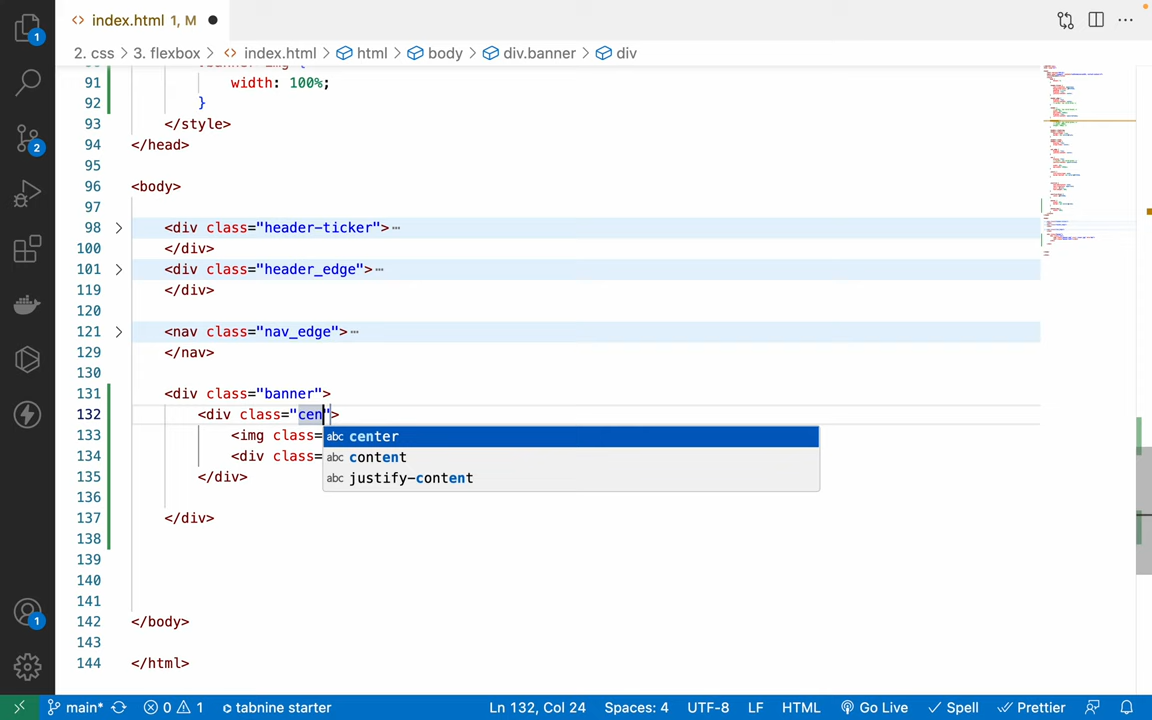 index.html 1, M
1
2. css
3. flexbox
index.html
html
body
div.banner
div
91 width: 100%;
92 }
93 </style>
94 </head>
95
96 <body>
97
98 <div class="header-ticker">
100 </div>
101 <div class="header_edge">
119 </div>
120
121 <nav class="nav_edge">
129 </nav>
130
131 <div class="banner">
132 <div class="cen">
133 <img class=
abc center
134 <div class=
abc content
135 </div>
abc justify-content
136
137 </div>
138
139
140
141
142 </body>
143
144 </html>
2
1
main*
0
1
tabnine starter
Ln 132, Col 24
Spaces: 4
UTF-8
LF
HTML
Go Live
Spell
Prettier